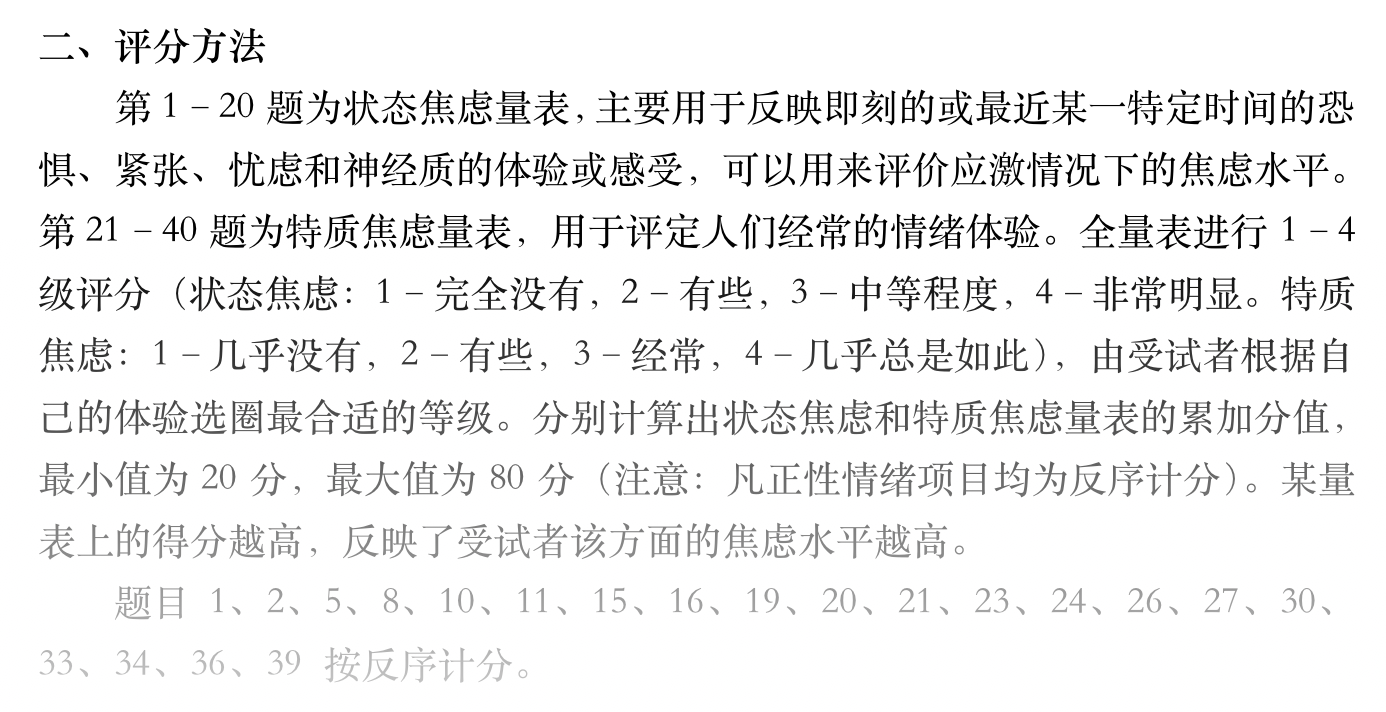 二、评分方法
第 1 – 20 题为状态焦虑量表，主要用于反映即刻的或最近某一特定时间的恐
惧、紧张、忧虑和神经质的体验或感受，可以用来评价应激情况下的焦虑水平。
第 21 – 40 题为特质焦虑量表，用于评定人们经常的情绪体验。全量表进行 1 – 4
级评分（状态焦虑：1 – 完全没有，2 – 有些，3 – 中等程度，4 – 非常明显。特质
焦虑：1 – 几乎没有，2 – 有些，3 – 经常，4 – 几乎总是如此），由受试者根据自
己的体验选圈最合适的等级。分别计算出状态焦虑和特质焦虑量表的累加分值，
最小值为 20 分，最大值为 80 分（注意：凡正性情绪项目均为反序计分）。某量
表上的得分越高，反映了受试者该方面的焦虑水平越高。
题目 1、2、5、8、10、11、15、16、19、20、21、23、24、26、27、30、
33、34、36、39 按反序计分。